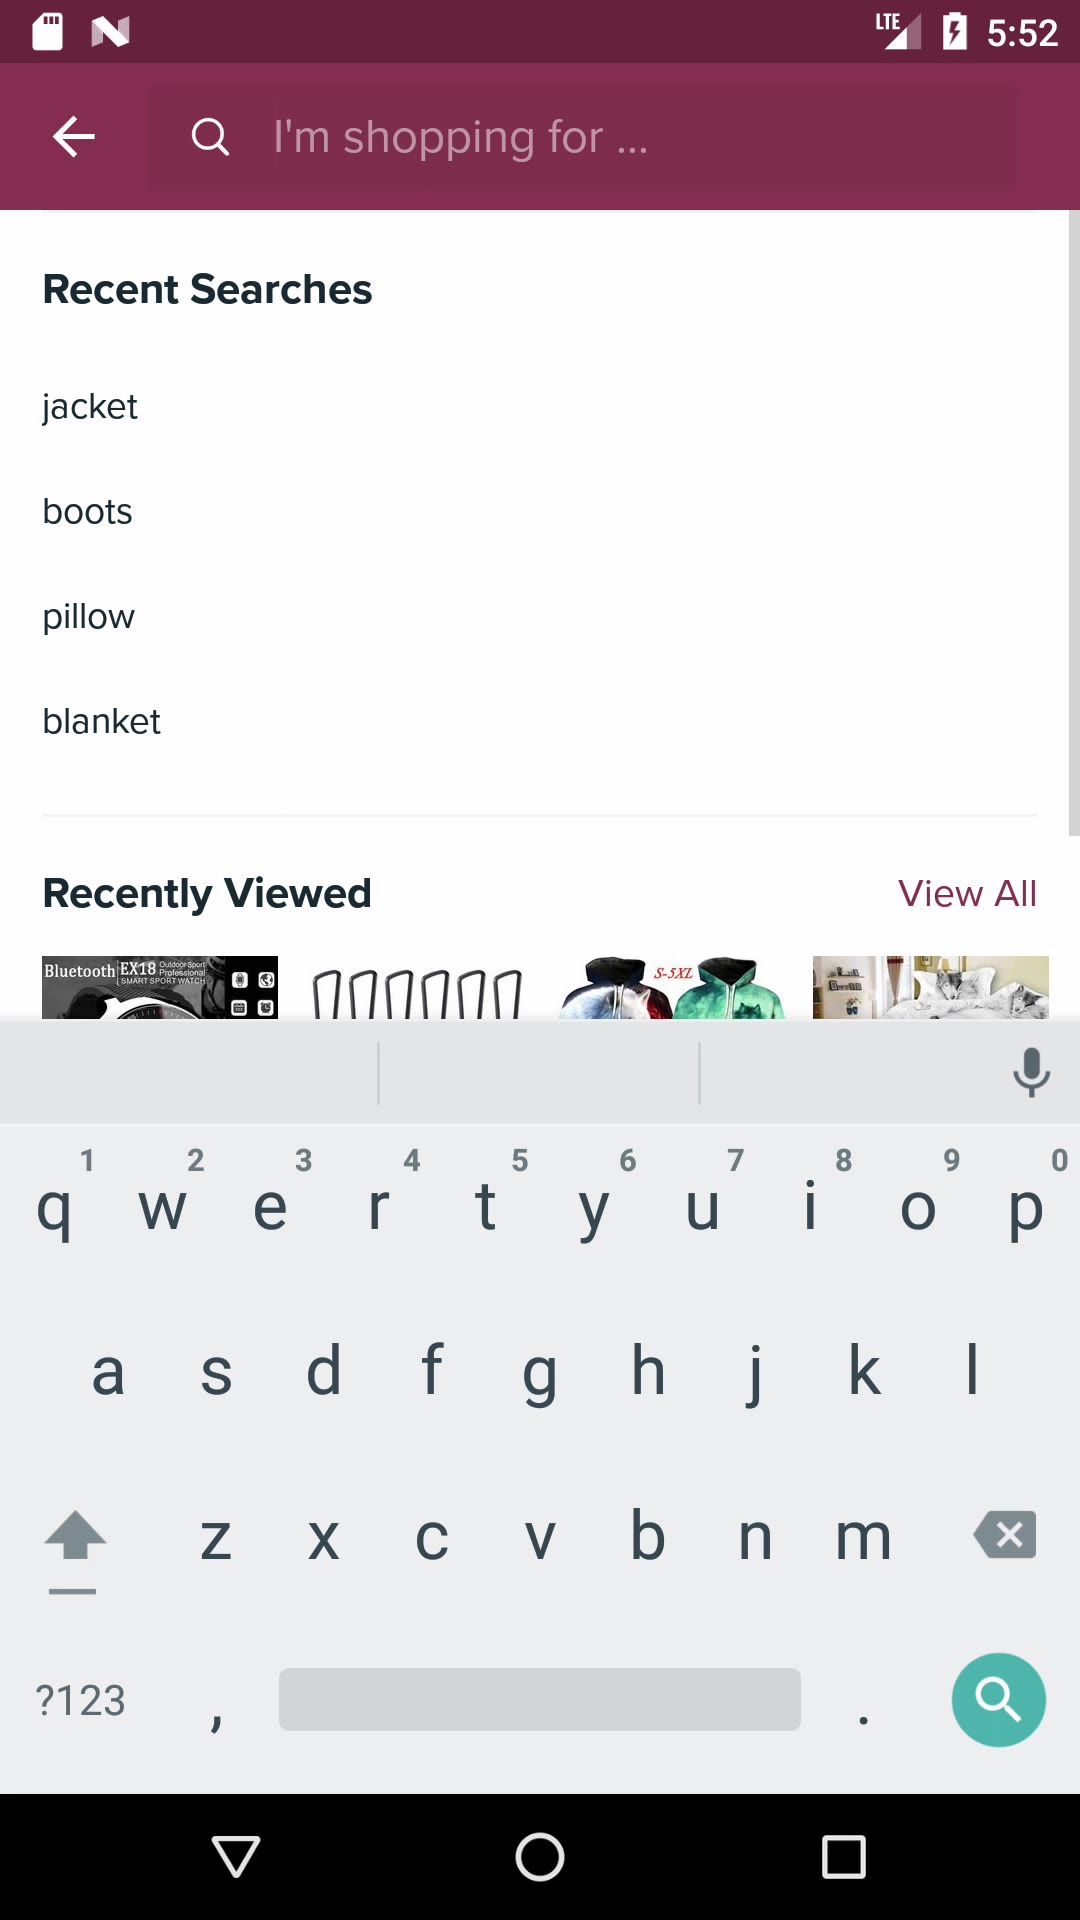 LTE 5:52
I'm shopping for ...
Recent Searches
jacket
boots
pillow
blanket
Recently Viewed View All
Bluetooth EX18 Outdoor Sport Professional
SMART SPORT WATCH
S-5XL
1 2 3 4 5 6 7 8 9 0
q w e r t y u i o p
a s d f g h j k l
z x c v b n m
?123 , .